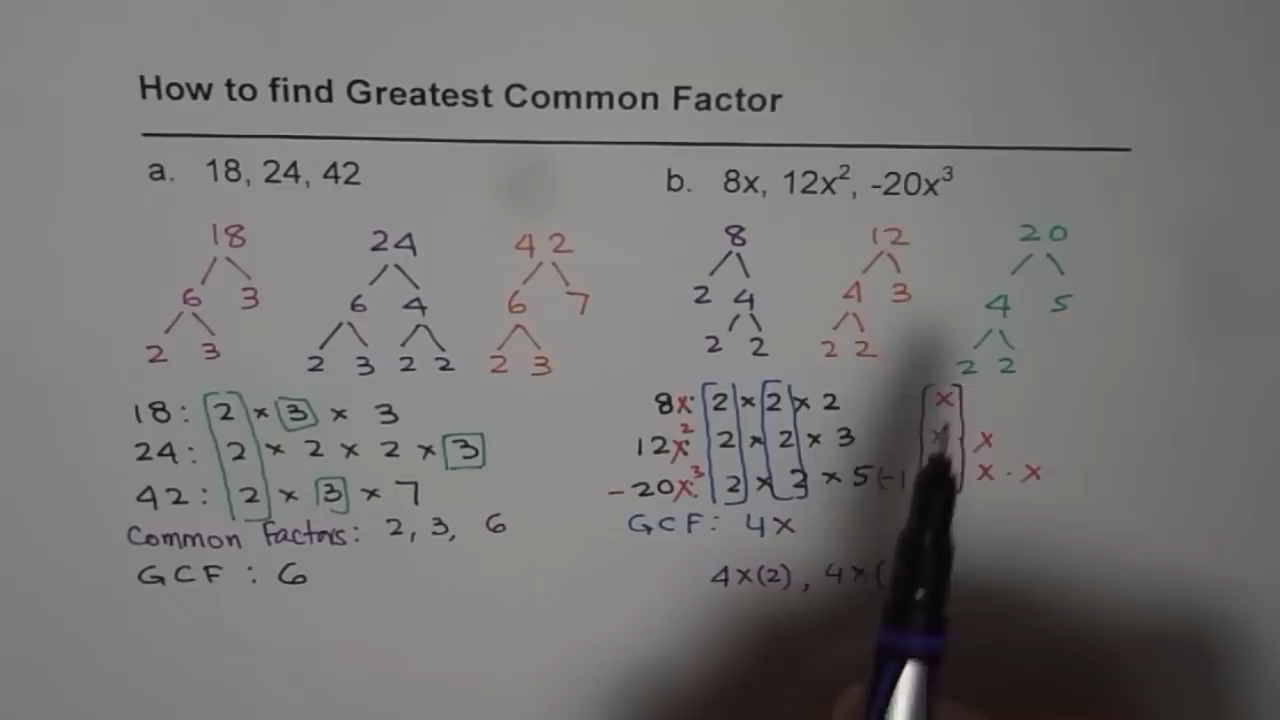 How to find Greatest Common Factor
a. 18, 24, 42
18
6 3
2 3
24
6 4
2 3 2 2
42
6 7
2 3
18: 2 × 3 × 3
24: 2 × 2 × 2 × 3
42: 2 × 3 × 7
Common Factors: 2, 3, 6
GCF : 6
b. 8x, 12x², -20x³
8
2 4
2 2
12
4 3
2 2
20
4 5
2 2
8x: 2 × 2 × 2 x
12x²: 2 × 2 × 3 x x
-20x³: 2 × 2 × 5 (-1 x · x
GCF: 4x
4x(2), 4x(